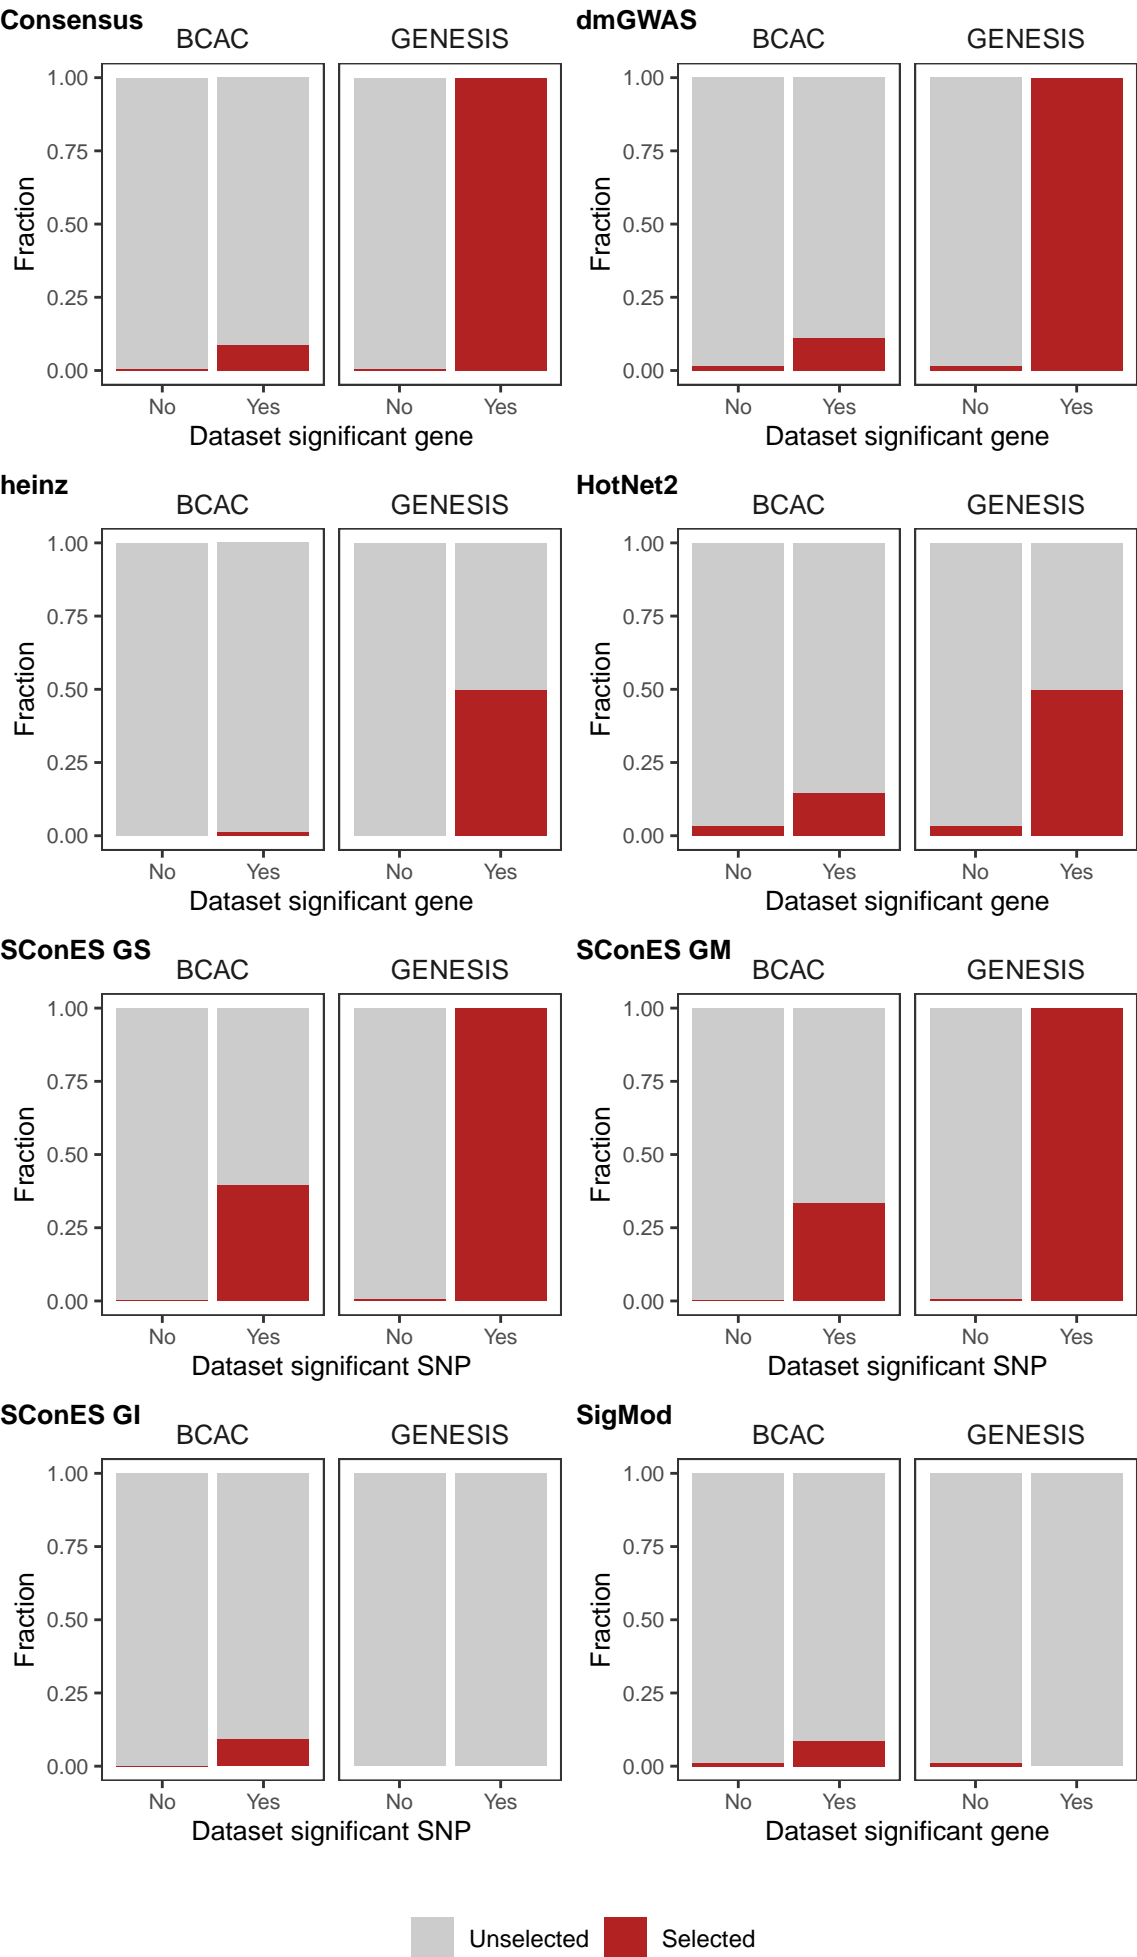 Consensus
BCAC GENESIS
1.00
0.75
0.50
0.25
0.00
Fraction
No Yes No Yes
Dataset significant gene
dmGWAS
BCAC GENESIS
1.00
0.75
0.50
0.25
0.00
Fraction
No Yes No Yes
Dataset significant gene
heinz
BCAC GENESIS
1.00
0.75
0.50
0.25
0.00
Fraction
No Yes No Yes
Dataset significant gene
HotNet2
BCAC GENESIS
1.00
0.75
0.50
0.25
0.00
Fraction
No Yes No Yes
Dataset significant gene
SConES GS
BCAC GENESIS
1.00
0.75
0.50
0.25
0.00
Fraction
No Yes No Yes
Dataset significant SNP
SConES GM
BCAC GENESIS
1.00
0.75
0.50
0.25
0.00
Fraction
No Yes No Yes
Dataset significant SNP
SConES GI
BCAC GENESIS
1.00
0.75
0.50
0.25
0.00
Fraction
No Yes No Yes
Dataset significant SNP
SigMod
BCAC GENESIS
1.00
0.75
0.50
0.25
0.00
Fraction
No Yes No Yes
Dataset significant gene
Unselected Selected